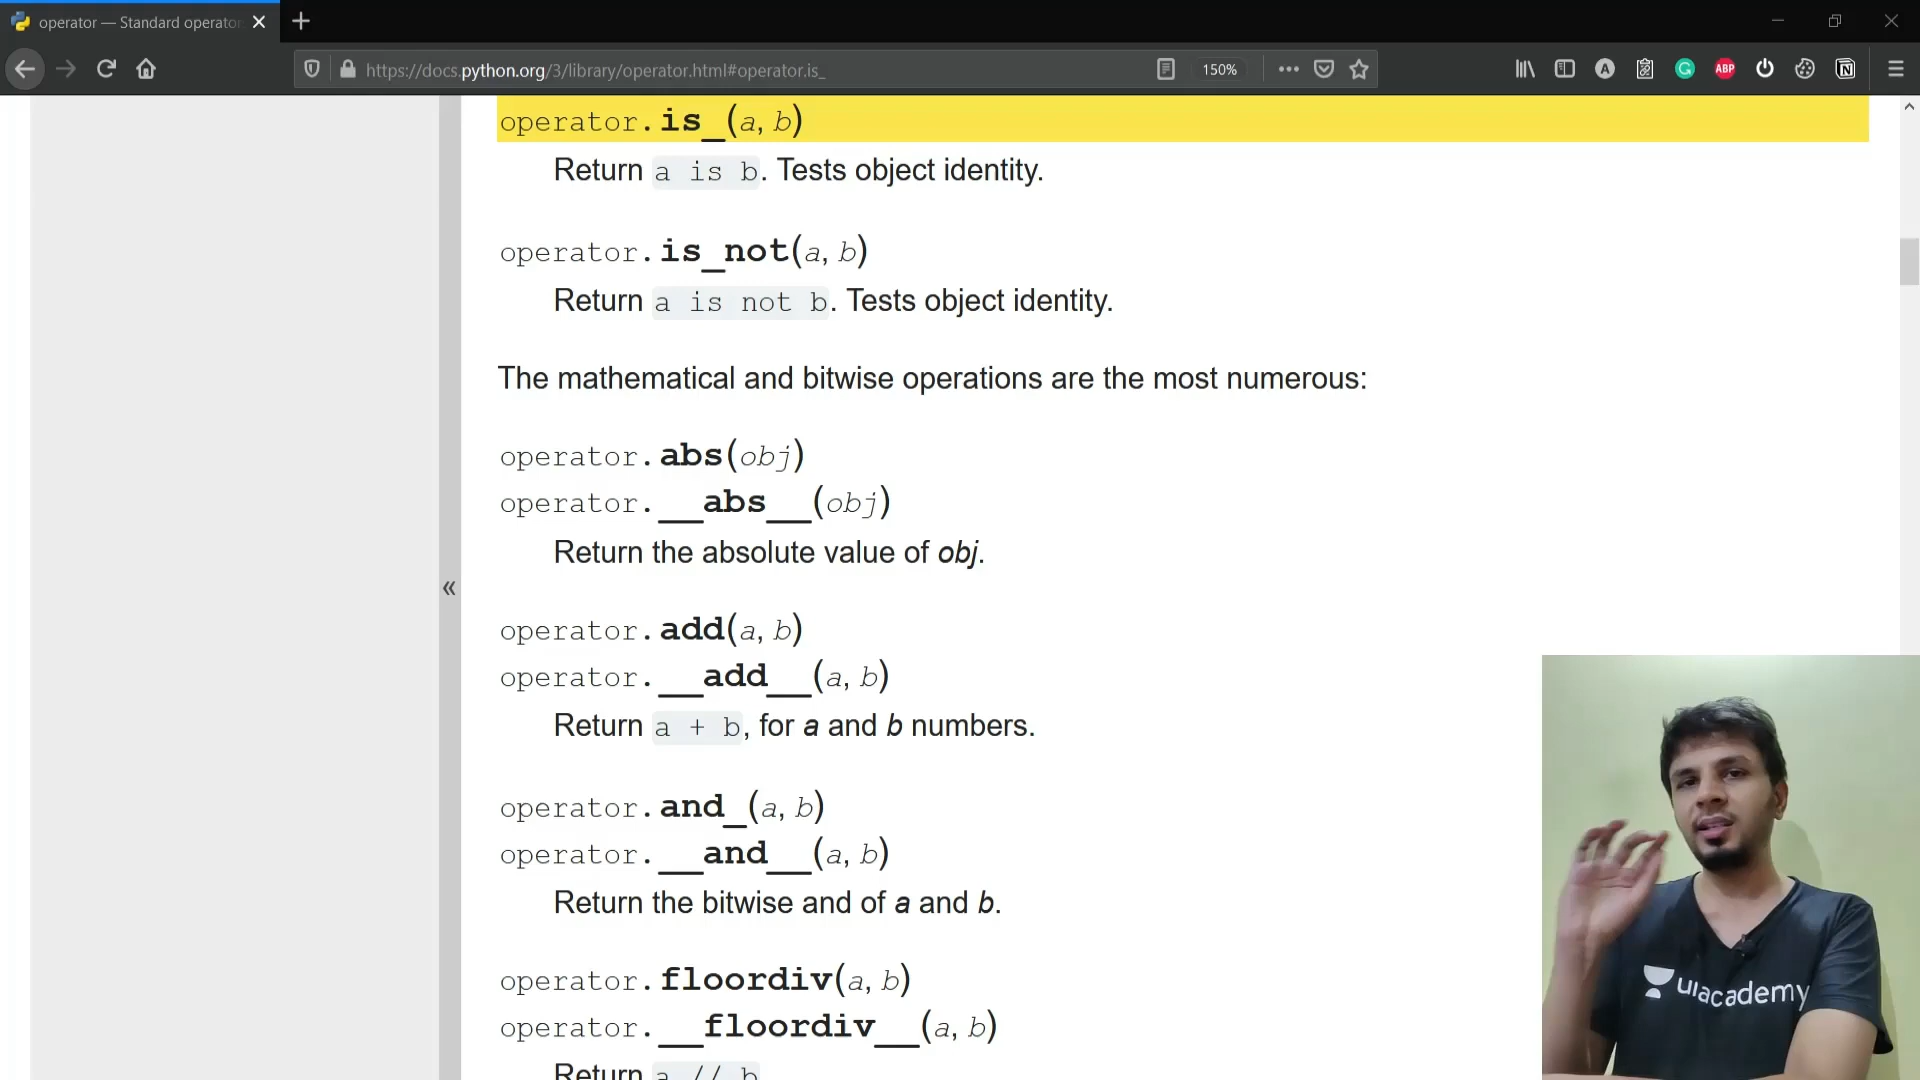 operator — Standard operator
https://docs.python.org/3/library/operator.html#operator.is_
150%
ABP
operator.is_(a, b)
Return a is b. Tests object identity.
operator.is_not(a, b)
Return a is not b. Tests object identity.
The mathematical and bitwise operations are the most numerous:
operator.abs(obj)
operator.__abs__(obj)
Return the absolute value of obj.
operator.add(a, b)
operator.__add__(a, b)
Return a + b, for a and b numbers.
operator.and_(a, b)
operator.__and__(a, b)
Return the bitwise and of a and b.
operator.floordiv(a, b)
operator.__floordiv__(a, b)
Return a // b